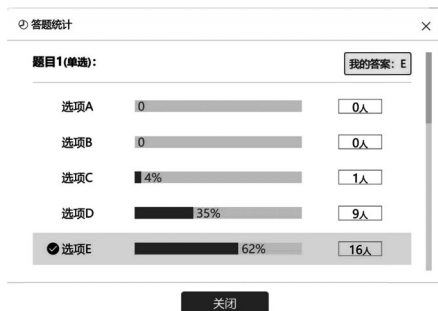 答题统计
题目1(单选): 我的答案: E
选项A 0 0人
选项B 0 0人
选项C 4% 1人
选项D 35% 9人
选项E 62% 16人
关闭